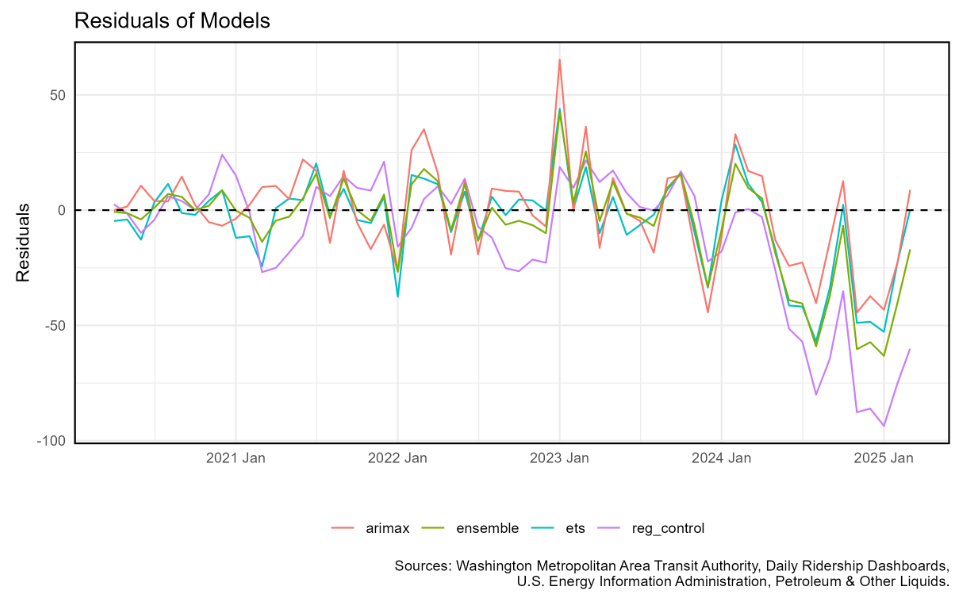 Residuals of Models
Residuals
50
0
-50
-100
2021 Jan
2022 Jan
2023 Jan
2024 Jan
2025 Jan
arimax
ensemble
ets
reg_control
Sources: Washington Metropolitan Area Transit Authority, Daily Ridership Dashboards,
U.S. Energy Information Administration, Petroleum & Other Liquids.